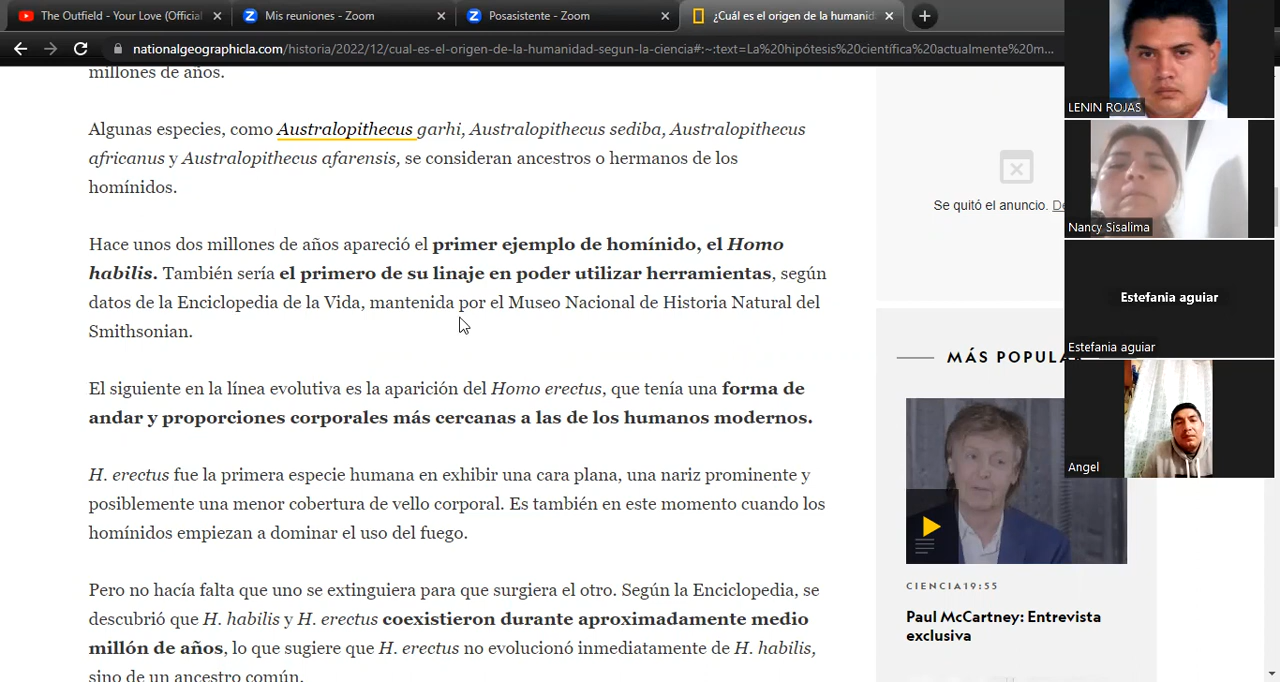 The Outfield - Your Love (Official
Mis reuniones - Zoom
Posasistente - Zoom
¿Cuál es el origen de la humanid
nationalgeographicla.com/historia/2022/12/cual-es-el-origen-de-la-humanidad-segun-la-ciencia#:~:text=La%20hipótesis%20científica%20actualmente%20m...
millones de años.
Algunas especies, como Australopithecus garhi, Australopithecus sediba, Australopithecus
africanus y Australopithecus afarensis, se consideran ancestros o hermanos de los
homínidos.
Hace unos dos millones de años apareció el primer ejemplo de homínido, el Homo
habilis. También sería el primero de su linaje en poder utilizar herramientas, según
datos de la Enciclopedia de la Vida, mantenida por el Museo Nacional de Historia Natural del
Smithsonian.
El siguiente en la línea evolutiva es la aparición del Homo erectus, que tenía una forma de
andar y proporciones corporales más cercanas a las de los humanos modernos.
H. erectus fue la primera especie humana en exhibir una cara plana, una nariz prominente y
posiblemente una menor cobertura de vello corporal. Es también en este momento cuando los
homínidos empiezan a dominar el uso del fuego.
Pero no hacía falta que uno se extinguiera para que surgiera el otro. Según la Enciclopedia, se
descubrió que H. habilis y H. erectus coexistieron durante aproximadamente medio
millón de años, lo que sugiere que H. erectus no evolucionó inmediatamente de H. habilis,
sino de un ancestro común.
Se quitó el anuncio. De
MÁS POPULA
CIENCIA19:55
Paul McCartney: Entrevista
exclusiva
LENIN ROJAS
Nancy Sisalima
Estefania aguiar
Estefania aguiar
Angel